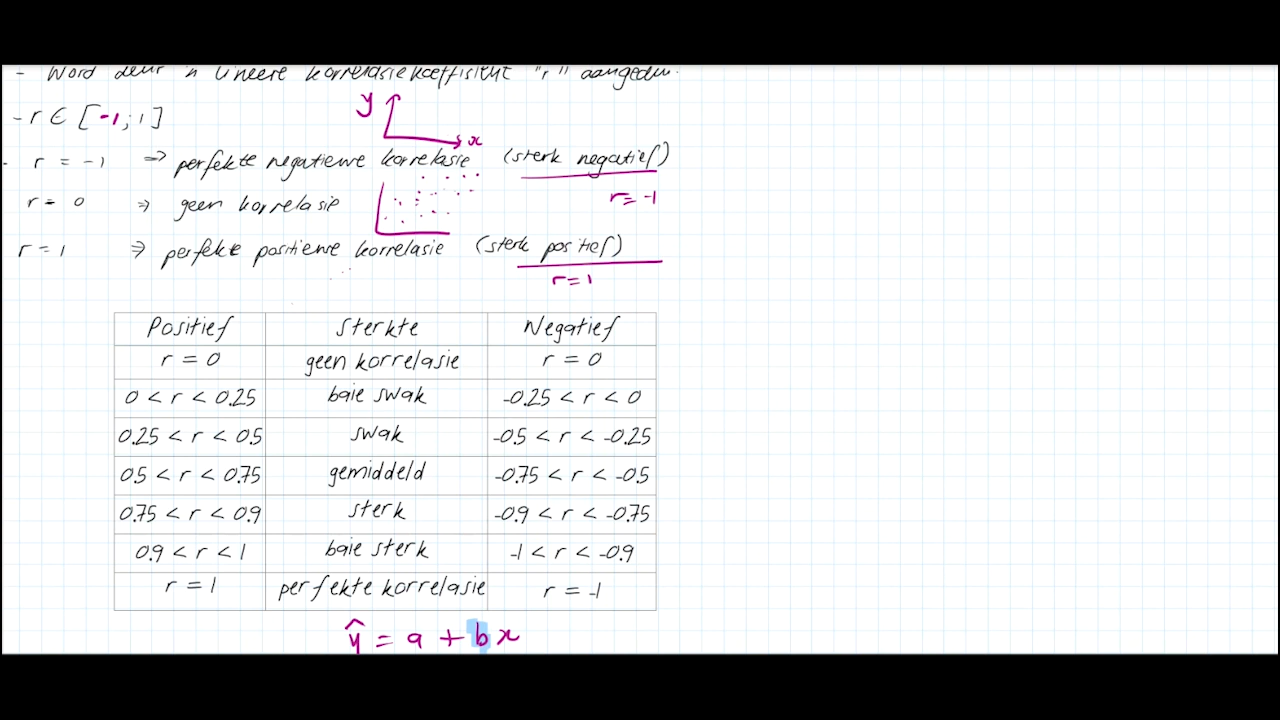 - Word deur 'n lineêre korrelasiekoëffisiënt "r" aangedui.
- r ∈ [-1; 1]
y
x
- r = -1 ⇒ perfekte negatiewe korrelasie (sterk negatief)
r = -1
r = 0 ⇒ geen korrelasie
r = 1 ⇒ perfekte positiewe korrelasie (sterk positief)
r = 1
Positief Sterkte Negatief
r = 0 geen korrelasie r = 0
0 < r < 0.25 baie swak -0.25 < r < 0
0.25 < r < 0.5 swak -0.5 < r < -0.25
0.5 < r < 0.75 gemiddeld -0.75 < r < -0.5
0.75 < r < 0.9 sterk -0.9 < r < -0.75
0.9 < r < 1 baie sterk -1 < r < -0.9
r = 1 perfekte korrelasie r = -1
ŷ = a + bx